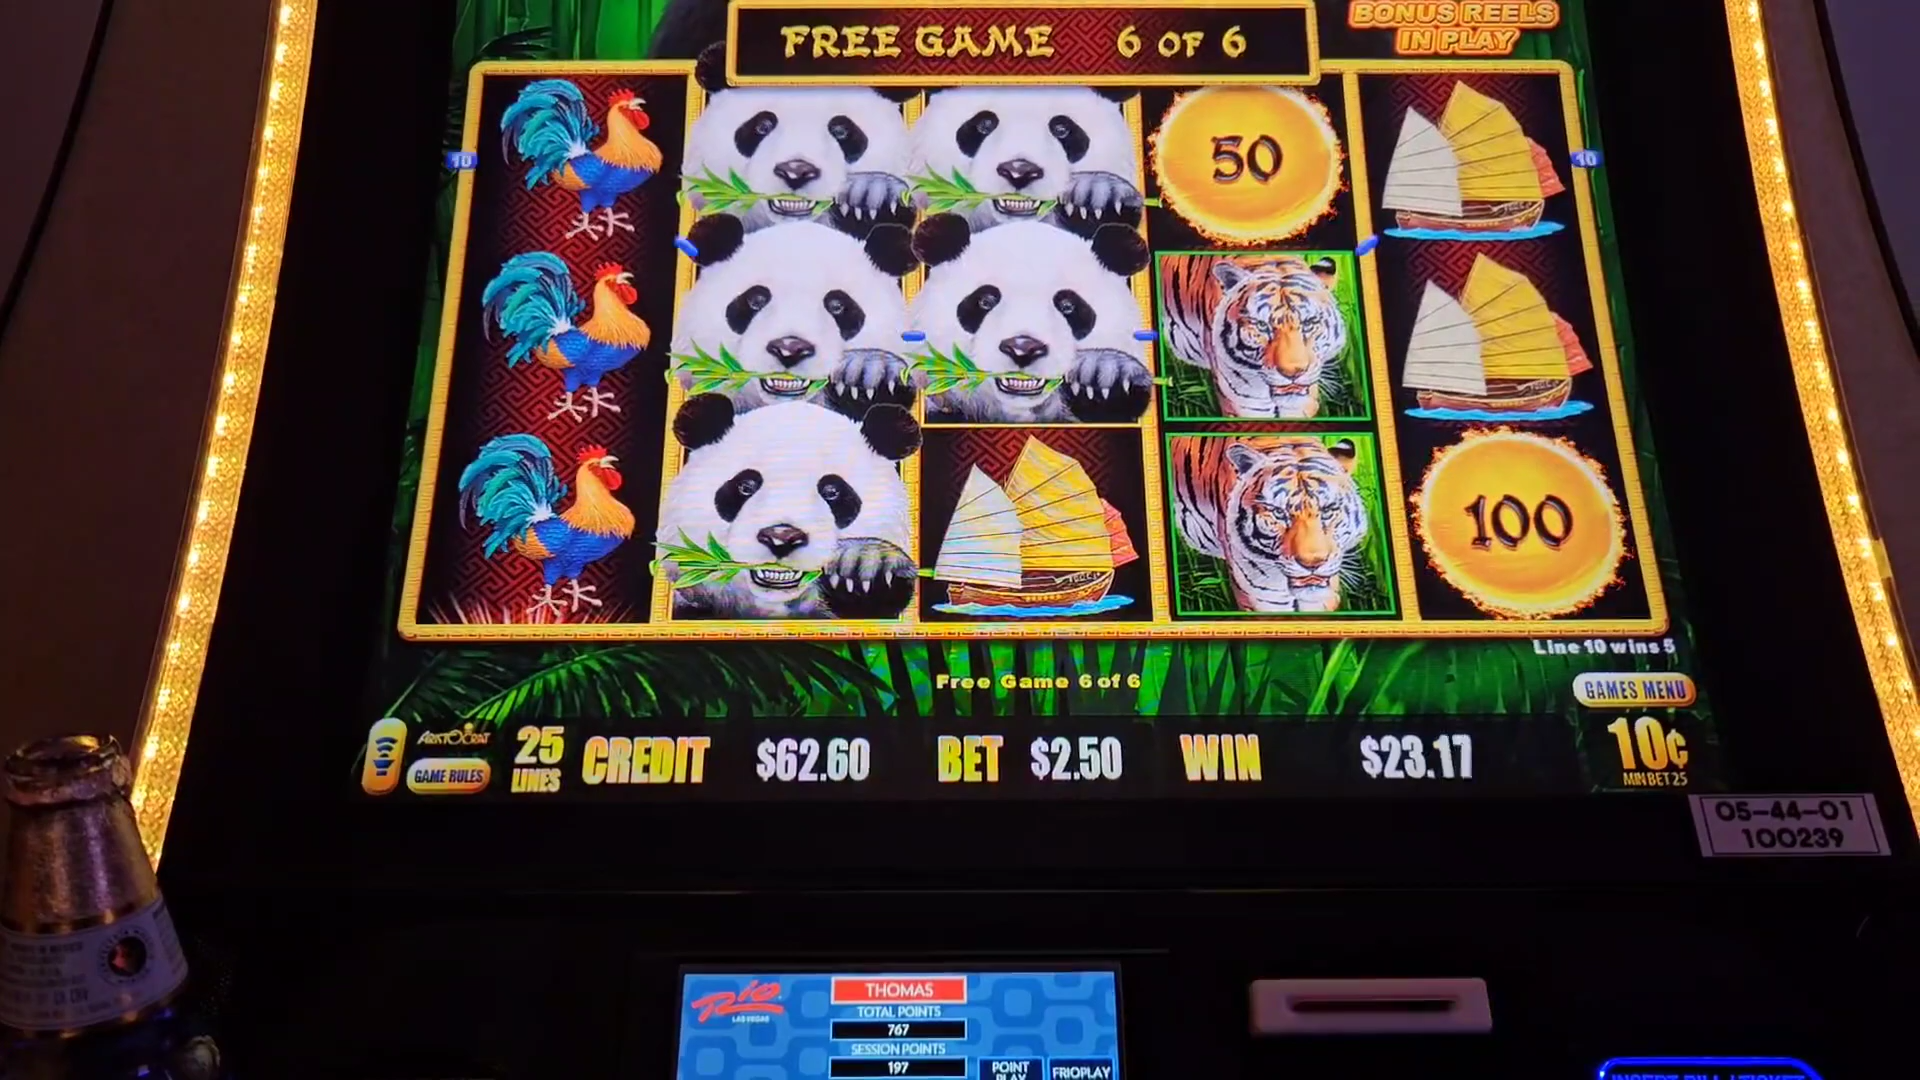 BONUS REELS
IN PLAY
FREE GAME 6 OF 6
50
10
10
100
Line 10 wins 5
Free Game 6 of 6
GAMES MENU
ARISTOCRAT
GAME RULES
25
LINES
CREDIT $62.60 BET $2.50 WIN $23.17
10¢
MIN BET 25
05-44-01
100239
RIO
LAS VEGAS
THOMAS
TOTAL POINTS
767
SESSION POINTS
197
POINT
PLAY
FRIOPLAY